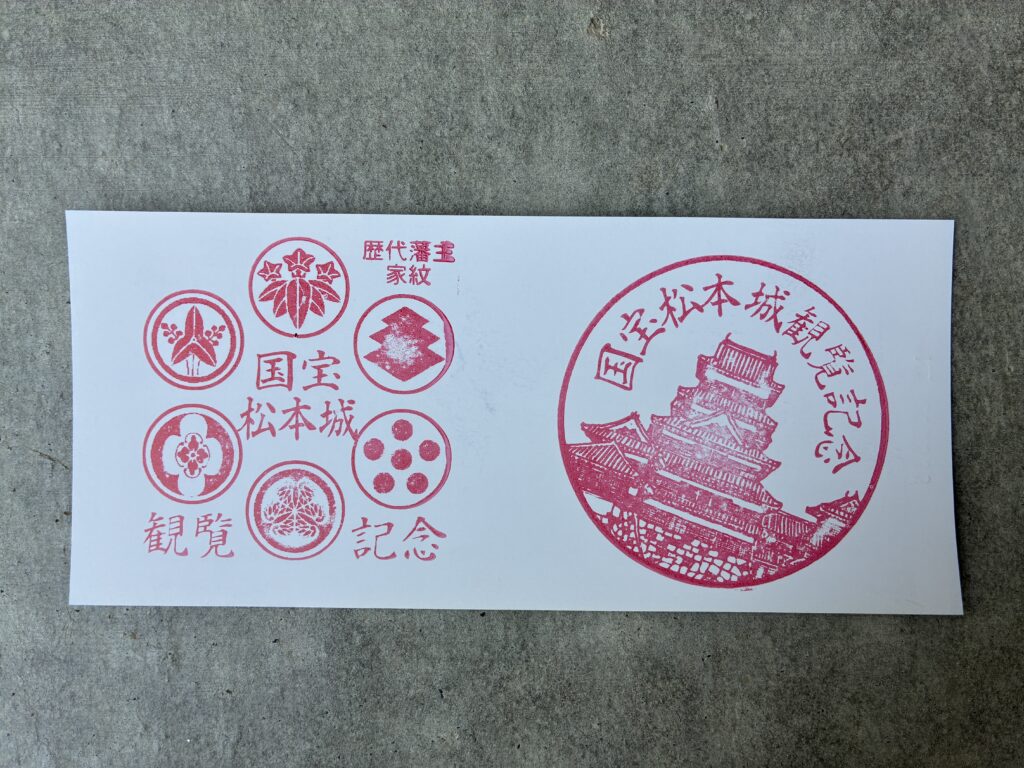 歴代藩主
家紋
国宝
松本城
観覧 記念
国宝松本城観覧記念